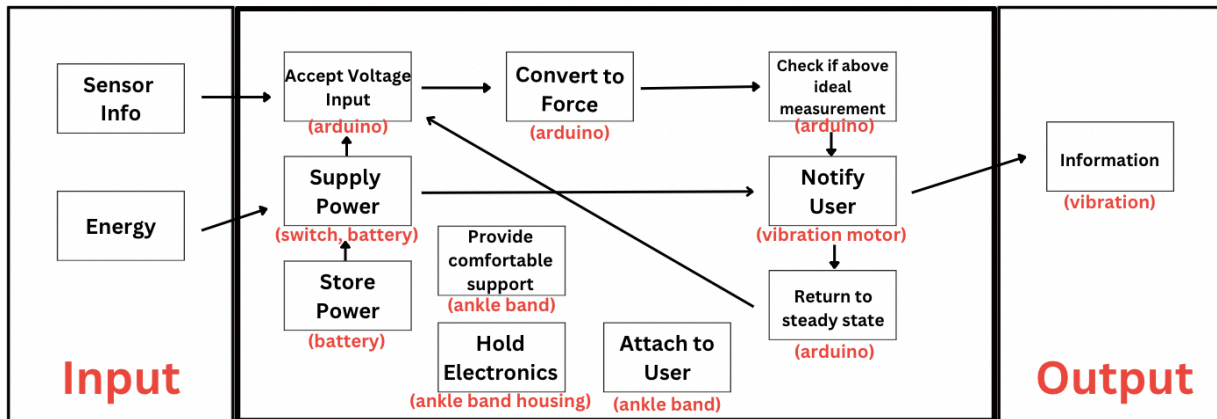 Sensor
Info
Energy
Input
Accept Voltage
Input
(arduino)
Convert to
Force
(arduino)
Check if above
ideal
measurement
(arduino)
Supply
Power
(switch, battery)
Notify
User
(vibration motor)
Provide
comfortable
support
(ankle band)
Store
Power
(battery)
Return to
steady state
(arduino)
Hold
Electronics
(ankle band housing)
Attach to
User
(ankle band)
Information
(vibration)
Output